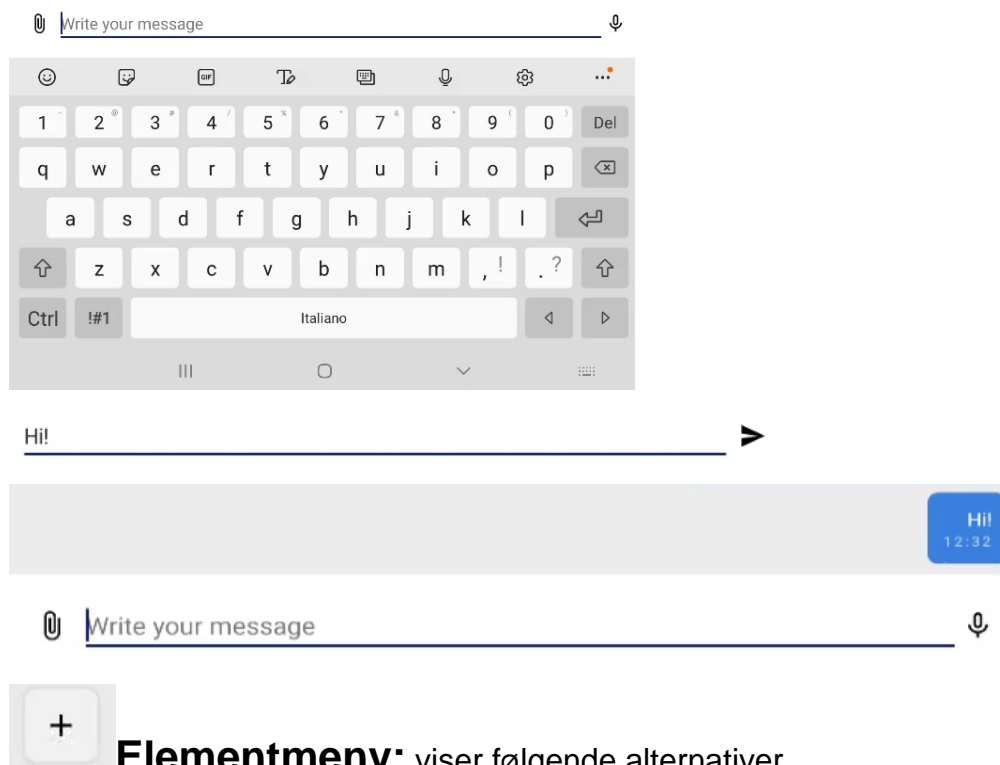 Write your message
GIF
1 2 @ 3 # 4 / 5 % 6 7 & 8 9 ( 0 ) Del
q w e r t y u i o p
a s d f g h j k l
z x c v b n m , ! . ?
Ctrl !#1 Italiano
Hi!
Hi!
12:32
Write your message
+
Elementmeny: viser følgende alternativer